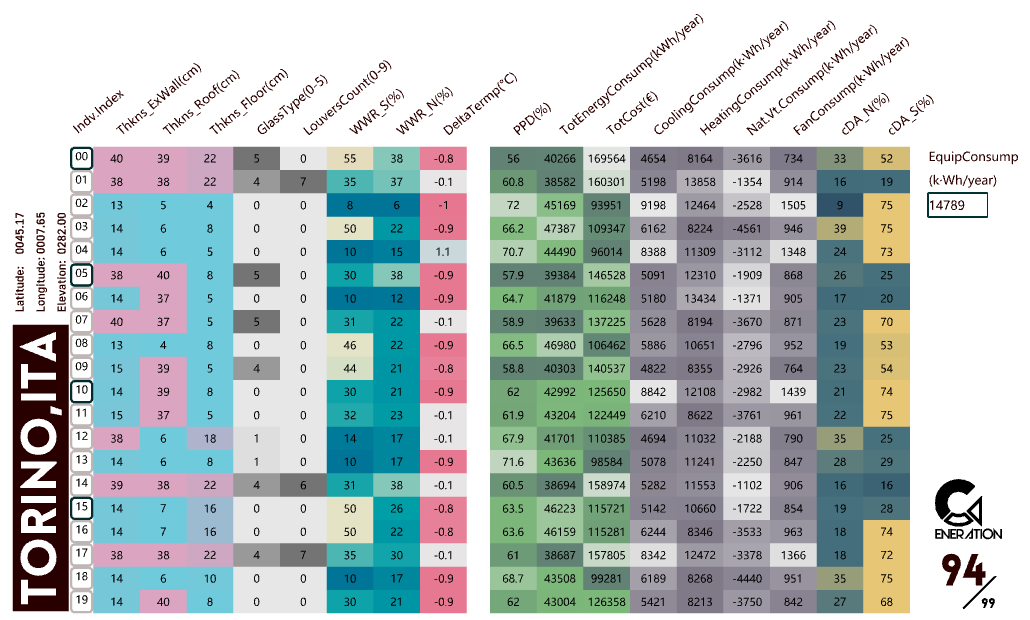 Indv.Index Thkns_ExWall(cm) Thkns_Roof(cm) Thkns_Floor(cm) GlassType(0-5) LouversCount(0-9) WWR_S(%) WWR_N(%) DeltaTermp(°C) PPD(%) TotEnergyConsump(kWh/year) TotCost(€) CoolingConsump(k·Wh/year) HeatingConsump(k·Wh/year) Nat.Vt.Consump(k·Wh/year) FanConsump(k·Wh/year) cDA_N(%) cDA_S(%)
00 40 39 22 5 0 55 38 -0.8 56 40266 169564 4654 8164 -3616 734 33 52
01 38 38 22 4 7 35 37 -0.1 60.8 38582 160301 5198 13858 -1354 914 16 19
02 13 5 4 0 0 8 6 -1 72 45169 93951 9198 12464 -2528 1505 9 75
03 14 6 8 0 0 50 22 -0.9 66.2 47387 109347 6162 8224 -4561 946 39 75
04 14 6 5 0 0 10 15 1.1 70.7 44490 96014 8388 11309 -3112 1348 24 73
05 38 40 8 5 0 30 38 -0.9 57.9 39384 146528 5091 12310 -1909 868 26 25
06 14 37 5 0 0 10 12 -0.9 64.7 41879 116248 5180 13434 -1371 905 17 20
07 40 37 5 5 0 31 22 -0.1 58.9 39633 137225 5628 8194 -3670 871 23 70
08 13 4 8 0 0 46 22 -0.9 66.5 46980 106462 5886 10651 -2796 952 19 53
09 15 39 5 4 0 44 21 -0.8 58.8 40303 140537 4822 8355 -2926 764 23 54
10 14 39 8 0 0 30 21 -0.9 62 42992 125650 8842 12108 -2982 1439 21 74
11 15 37 5 0 0 32 23 -0.1 61.9 43204 122449 6210 8622 -3761 961 22 75
12 38 6 18 1 0 14 17 -0.1 67.9 41701 110385 4694 11032 -2188 790 35 25
13 14 6 8 1 0 10 17 -0.9 71.6 43636 98584 5078 11241 -2250 847 28 29
14 39 38 22 4 6 31 38 -0.1 60.5 38694 158974 5282 11553 -1102 906 16 16
15 14 7 16 0 0 50 26 -0.8 63.5 46223 115721 5142 10660 -1722 854 19 28
16 14 7 16 0 0 50 22 -0.8 63.6 46159 115281 6244 8346 -3533 963 18 74
17 38 38 22 4 7 35 30 -0.1 61 38687 157805 8342 12472 -3378 1366 18 72
18 14 6 10 0 0 10 17 -0.9 68.7 43508 99281 6189 8268 -4440 951 35 75
19 14 40 8 0 0 30 21 -0.9 62 43004 126358 5421 8213 -3750 842 27 68
Latitude: 0045.17
Longitude: 0007.65
Elevation: 0282.00
TORINO,ITA
EquipConsump
(k·Wh/year)
14789
ENERATION
94/99